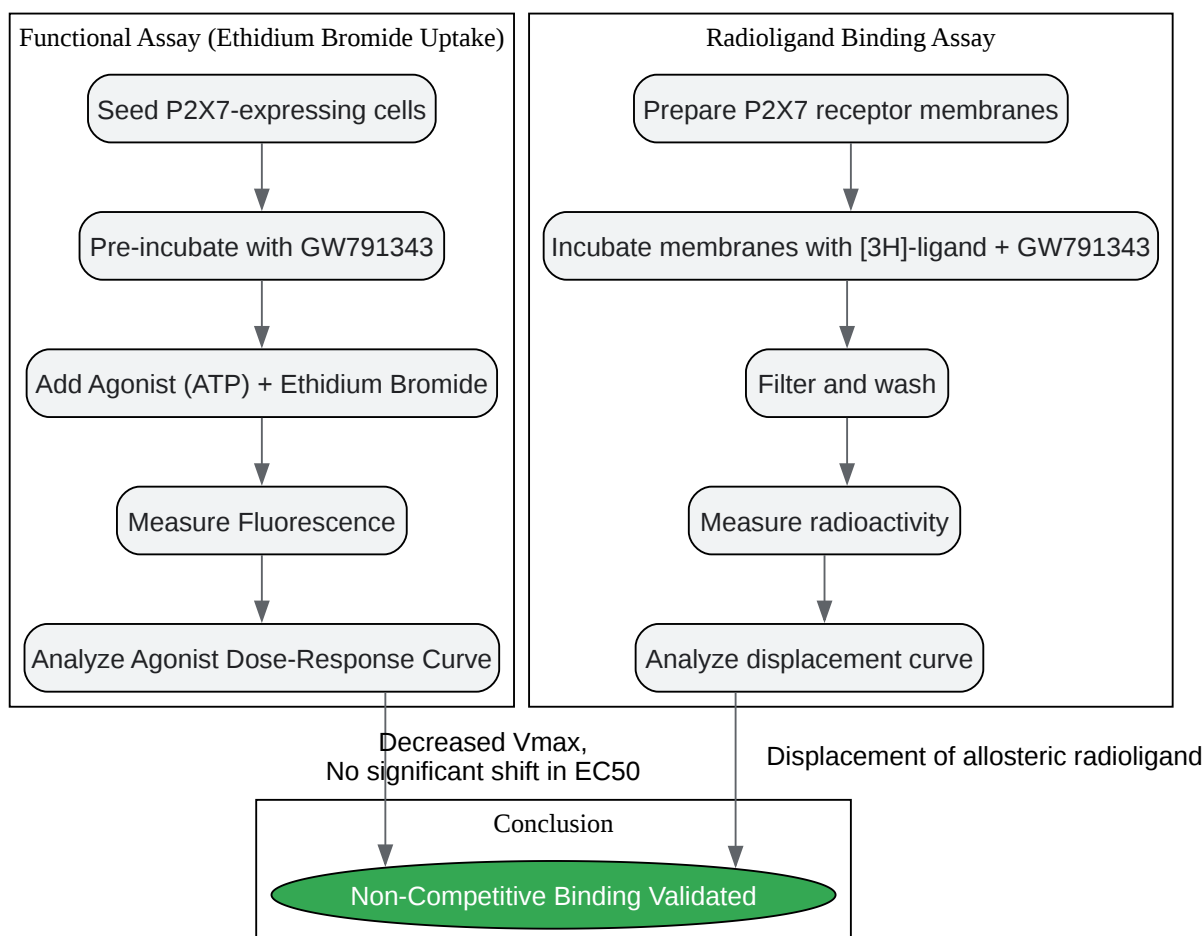 Functional Assay (Ethidium Bromide Uptake)
Seed P2X7-expressing cells
Pre-incubate with GW791343
Add Agonist (ATP) + Ethidium Bromide
Measure Fluorescence
Analyze Agonist Dose-Response Curve
Decreased Vmax,
No significant shift in EC50
Radioligand Binding Assay
Prepare P2X7 receptor membranes
Incubate membranes with [3H]-ligand + GW791343
Filter and wash
Measure radioactivity
Analyze displacement curve
Displacement of allosteric radioligand
Conclusion
Non-Competitive Binding Validated